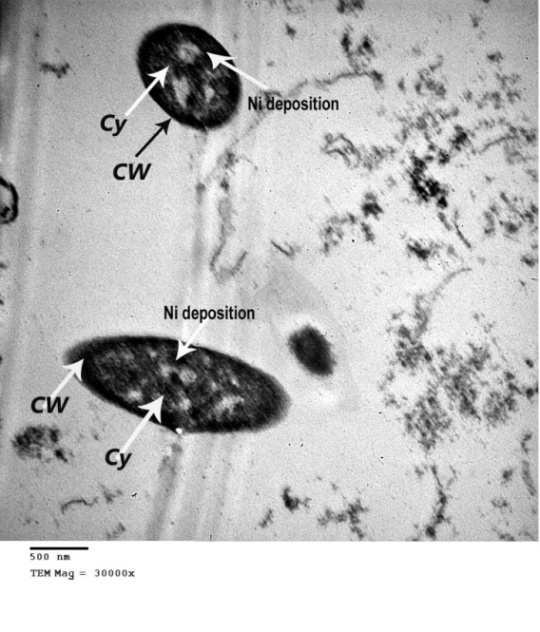 Ni deposition
Cy
CW
Ni deposition
CW
Cy
500 nm
TEM Mag = 30000x